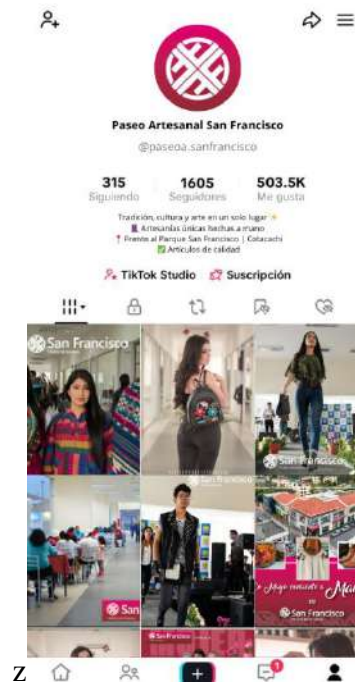 Paseo Artesanal San Francisco
@paseoa.sanfrancisco
315 1605 503.5K
Siguiendo Seguidores Me gusta
Tradición, cultura y arte en un solo lugar
Artesanías únicas hechas a mano
Frente al Parque San Francisco | Cotacachi
Artículos de calidad
TikTok Studio Suscripción
San Francisco
San Francisco
San
a Mamá
San Francisco
San Francisco
1
z